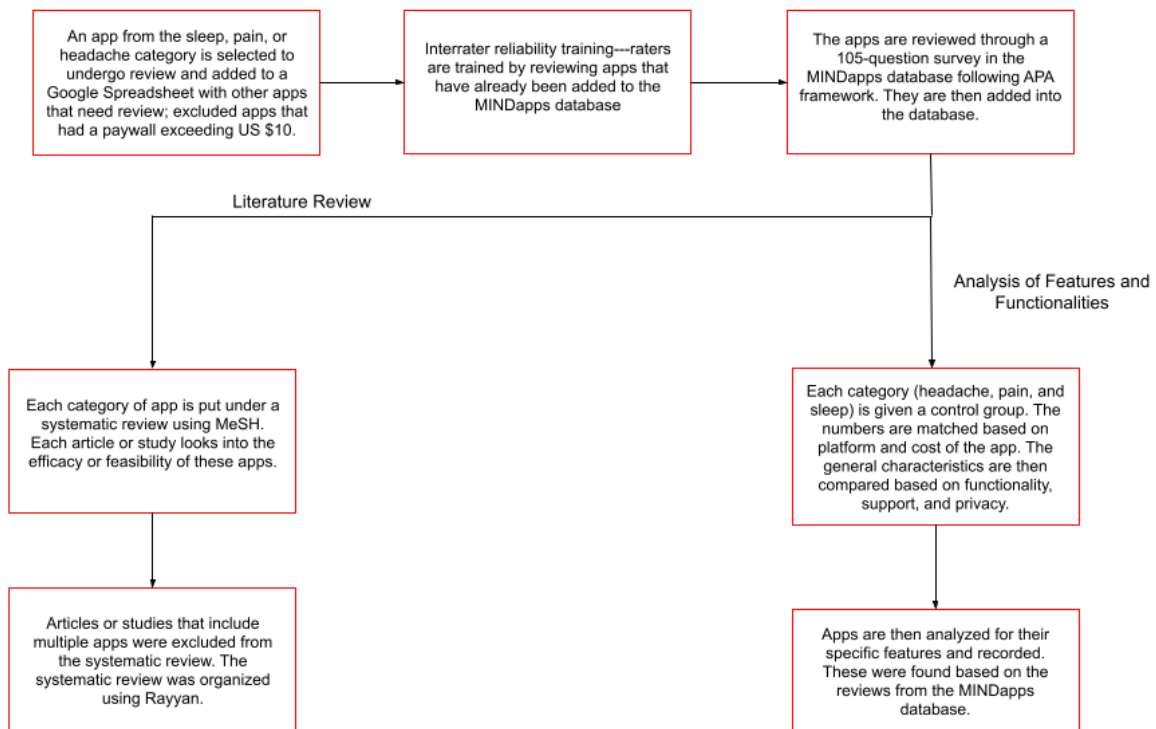 An app from the sleep, pain, or
headache category is selected to
undergo review and added to a
Google Spreadsheet with other apps
that need review; excluded apps that
had a paywall exceeding US $10.
Interrater reliability training---raters
are trained by reviewing apps that
have already been added to the
MINDapps database
The apps are reviewed through a
105-question survey in the
MINDapps database following APA
framework. They are then added into
the database.
Literature Review
Analysis of Features and
Functionalities
Each category of app is put under a
systematic review using MeSH.
Each article or study looks into the
efficacy or feasibility of these apps.
Each category (headache, pain, and
sleep) is given a control group. The
numbers are matched based on
platform and cost of the app. The
general characteristics are then
compared based on functionality,
support, and privacy.
Articles or studies that include
multiple apps were excluded from
the systematic review. The
systematic review was organized
using Rayyan.
Apps are then analyzed for their
specific features and recorded.
These were found based on the
reviews from the MINDapps
database.